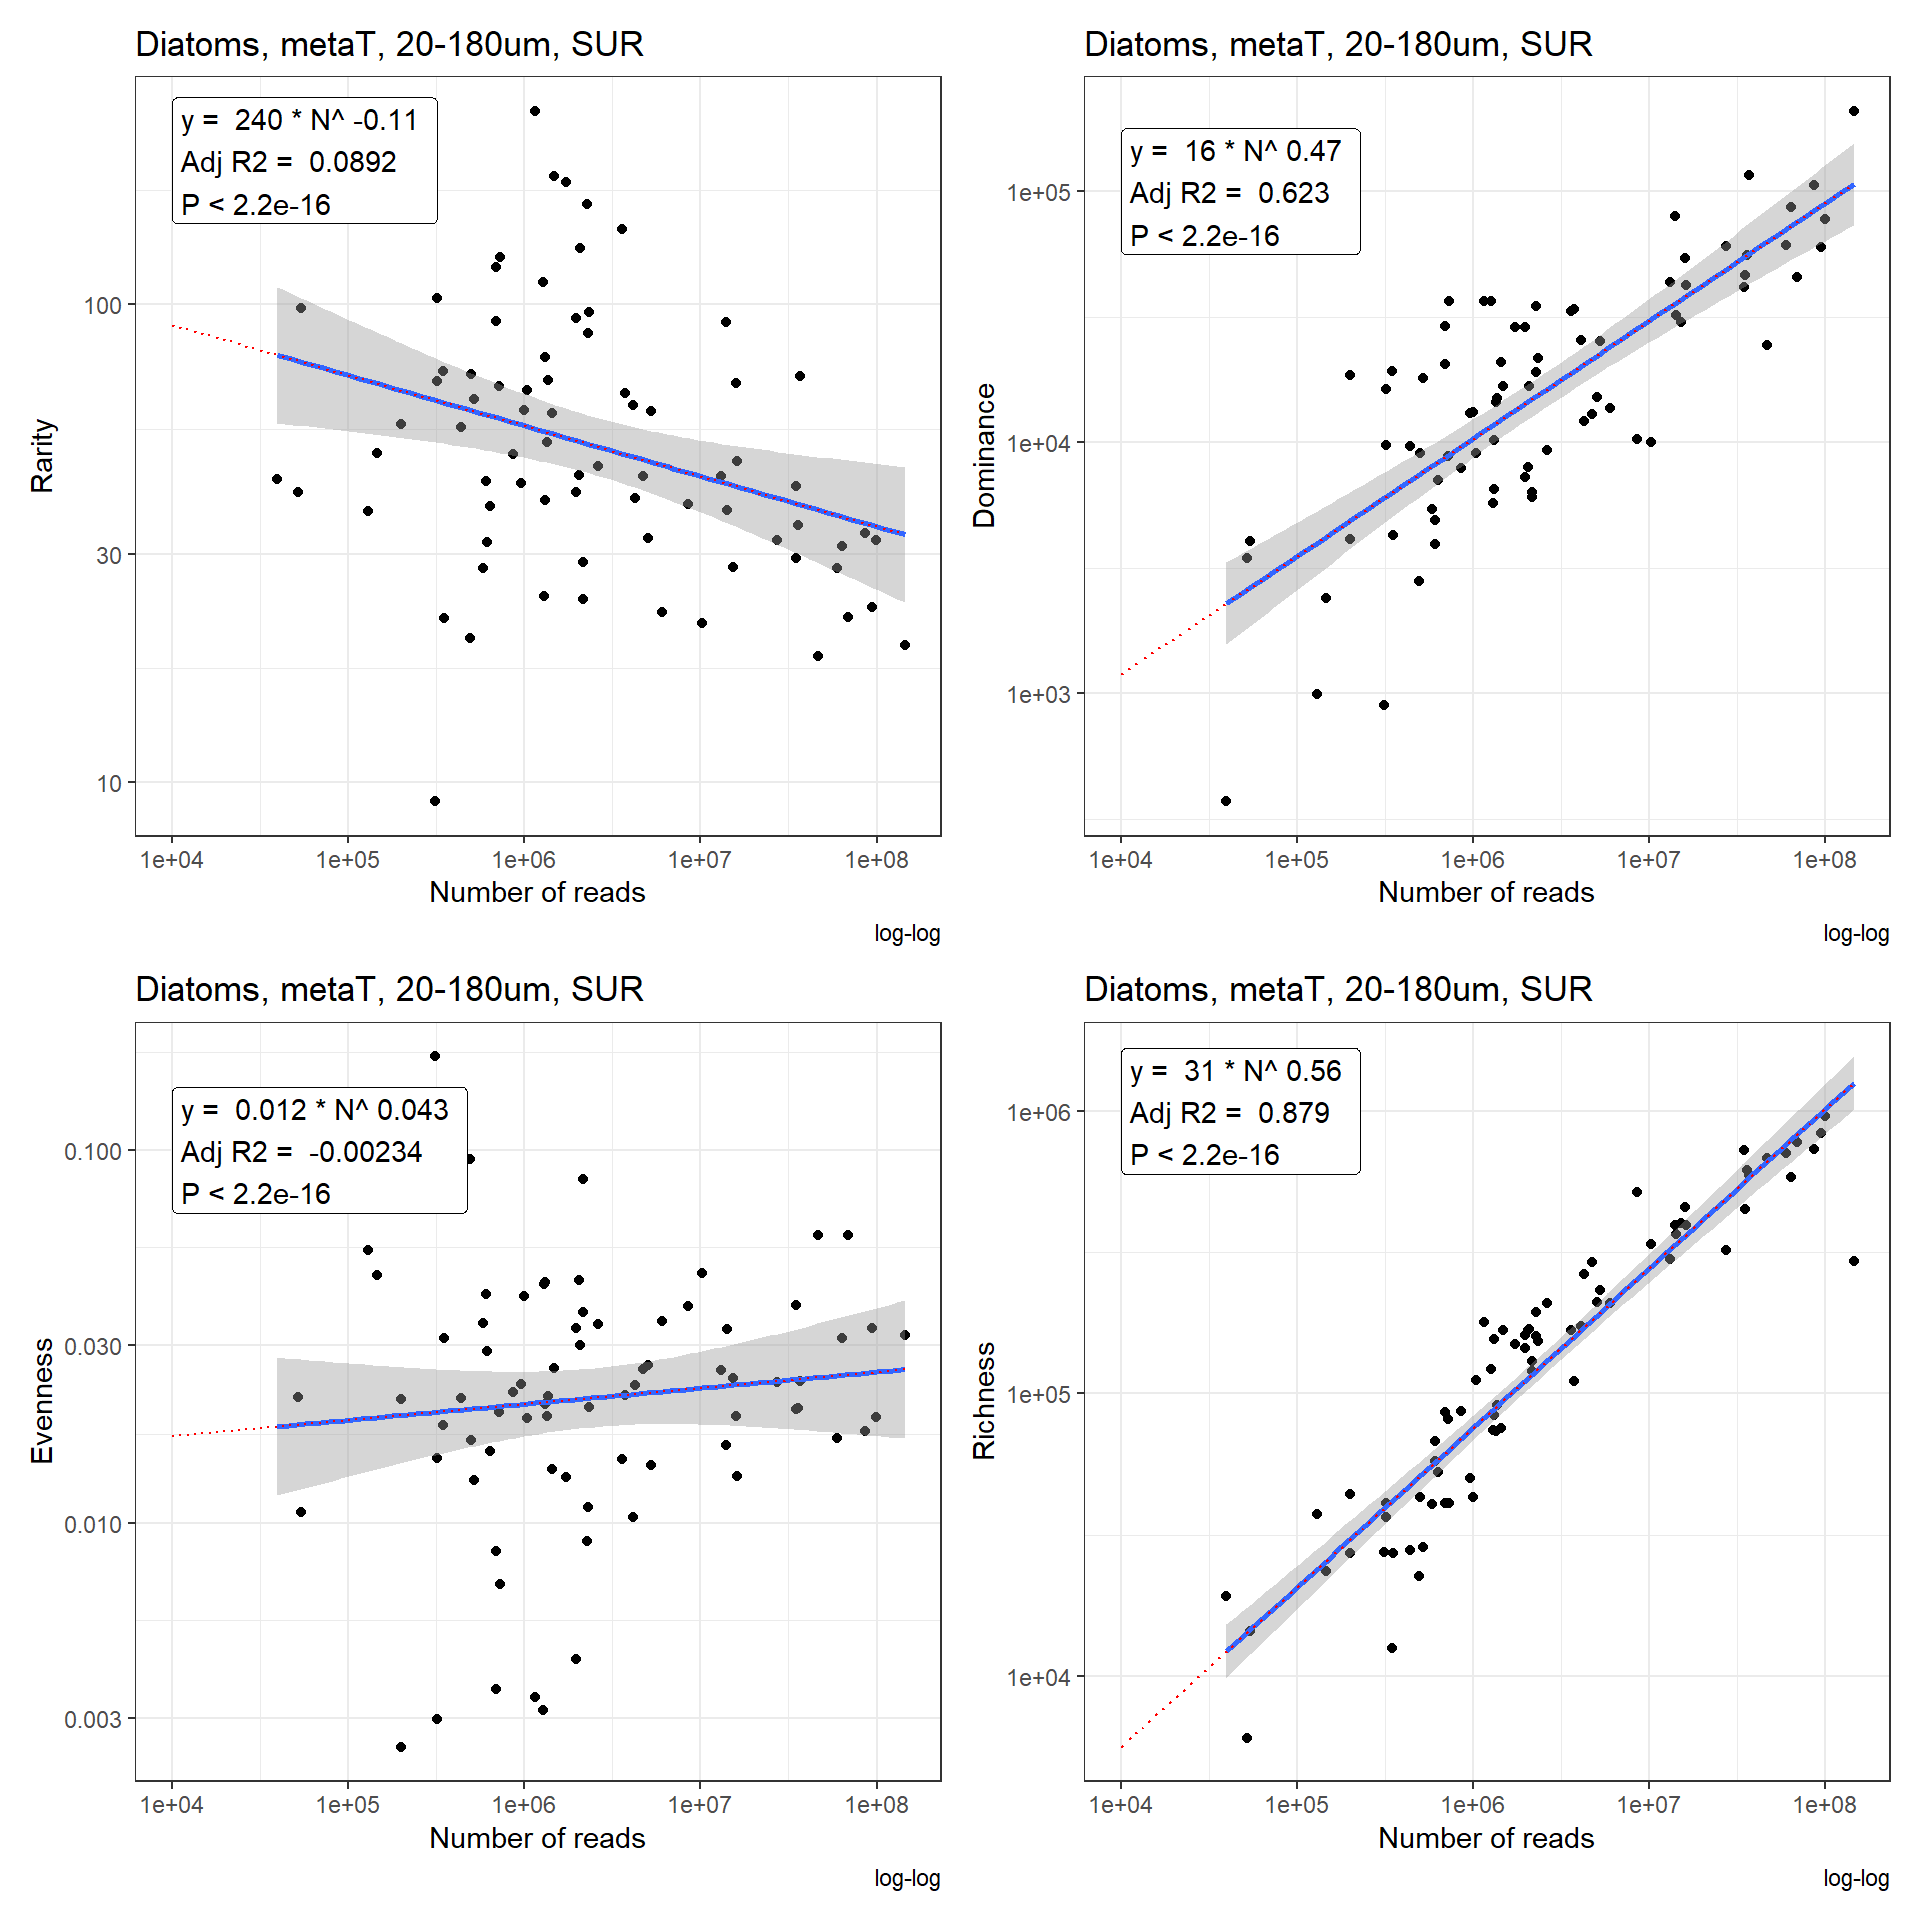 Diatoms, metaT, 20-180um, SUR
y =  240 * N^ -0.11
Adj R2 =  0.0892
P < 2.2e-16
Rarity
100
30
10
1e+04 1e+05 1e+06 1e+07 1e+08
Number of reads
log-log
Diatoms, metaT, 20-180um, SUR
y =  16 * N^ 0.47
Adj R2 =  0.623
P < 2.2e-16
Dominance
1e+05
1e+04
1e+03
1e+04 1e+05 1e+06 1e+07 1e+08
Number of reads
log-log
Diatoms, metaT, 20-180um, SUR
y =  0.012 * N^ 0.043
Adj R2 =  -0.00234
P < 2.2e-16
Evenness
0.100
0.030
0.010
0.003
1e+04 1e+05 1e+06 1e+07 1e+08
Number of reads
log-log
Diatoms, metaT, 20-180um, SUR
y =  31 * N^ 0.56
Adj R2 =  0.879
P < 2.2e-16
Richness
1e+06
1e+05
1e+04
1e+04 1e+05 1e+06 1e+07 1e+08
Number of reads
log-log